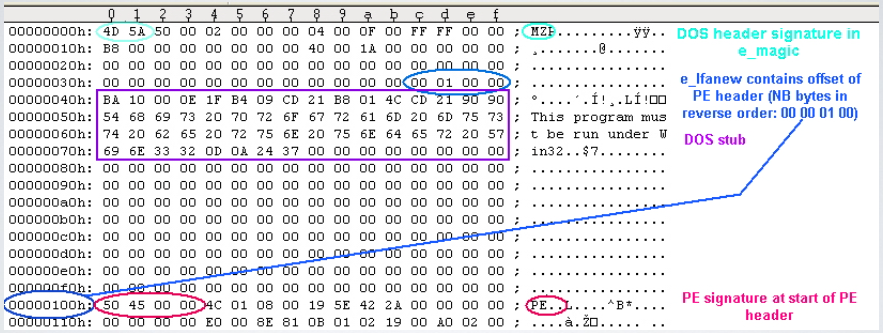 0 1 2 3 4 5 6 7 8 9 a b c d e f
00000000h: 4D 5A 50 00 02 00 00 00 04 00 0F 00 FF FF 00 00 ; MZP.........ÿÿ.. DOS header signature in e_magic
00000010h: B8 00 00 00 00 00 00 00 40 00 1A 00 00 00 00 00 ; ¸.......@.......
00000020h: 00 00 00 00 00 00 00 00 00 00 00 00 00 00 00 00 ; ................
00000030h: 00 00 00 00 00 00 00 00 00 00 00 00 00 01 00 00 ; ................
e_lfanew contains offset of
PE header (NB bytes in
reverse order: 00 00 01 00)
00000040h: BA 10 00 0E 1F B4 09 CD 21 B8 01 4C CD 21 90 90 ; º....´.Í!¸.LÍ!□□
00000050h: 54 68 69 73 20 70 72 6F 67 72 61 6D 20 6D 75 73 ; This program mus
00000060h: 74 20 62 65 20 72 75 6E 20 75 6E 64 65 72 20 57 ; t be run under W
DOS stub
00000070h: 69 6E 33 32 0D 0A 24 37 00 00 00 00 00 00 00 00 ; in32..$7........
00000080h: 00 00 00 00 00 00 00 00 00 00 00 00 00 00 00 00 ; ................
00000090h: 00 00 00 00 00 00 00 00 00 00 00 00 00 00 00 00 ; ................
000000a0h: 00 00 00 00 00 00 00 00 00 00 00 00 00 00 00 00 ; ................
000000b0h: 00 00 00 00 00 00 00 00 00 00 00 00 00 00 00 00 ; ................
000000c0h: 00 00 00 00 00 00 00 00 00 00 00 00 00 00 00 00 ; ................
000000d0h: 00 00 00 00 00 00 00 00 00 00 00 00 00 00 00 00 ; ................
000000e0h: 00 00 00 00 00 00 00 00 00 00 00 00 00 00 00 00 ; ................
000000f0h: 00 00 00 00 00 00 00 00 00 00 00 00 00 00 00 00 ; ................
00000100h: 50 45 00 00 4C 01 08 00 19 5E 42 2A 00 00 00 00 ; PE..L....^B*....
PE signature at start of PE
header
00000110h: 00 00 00 00 E0 00 8E 81 0B 01 02 19 00 A0 02 00 ; ....à.Ž□..... ..